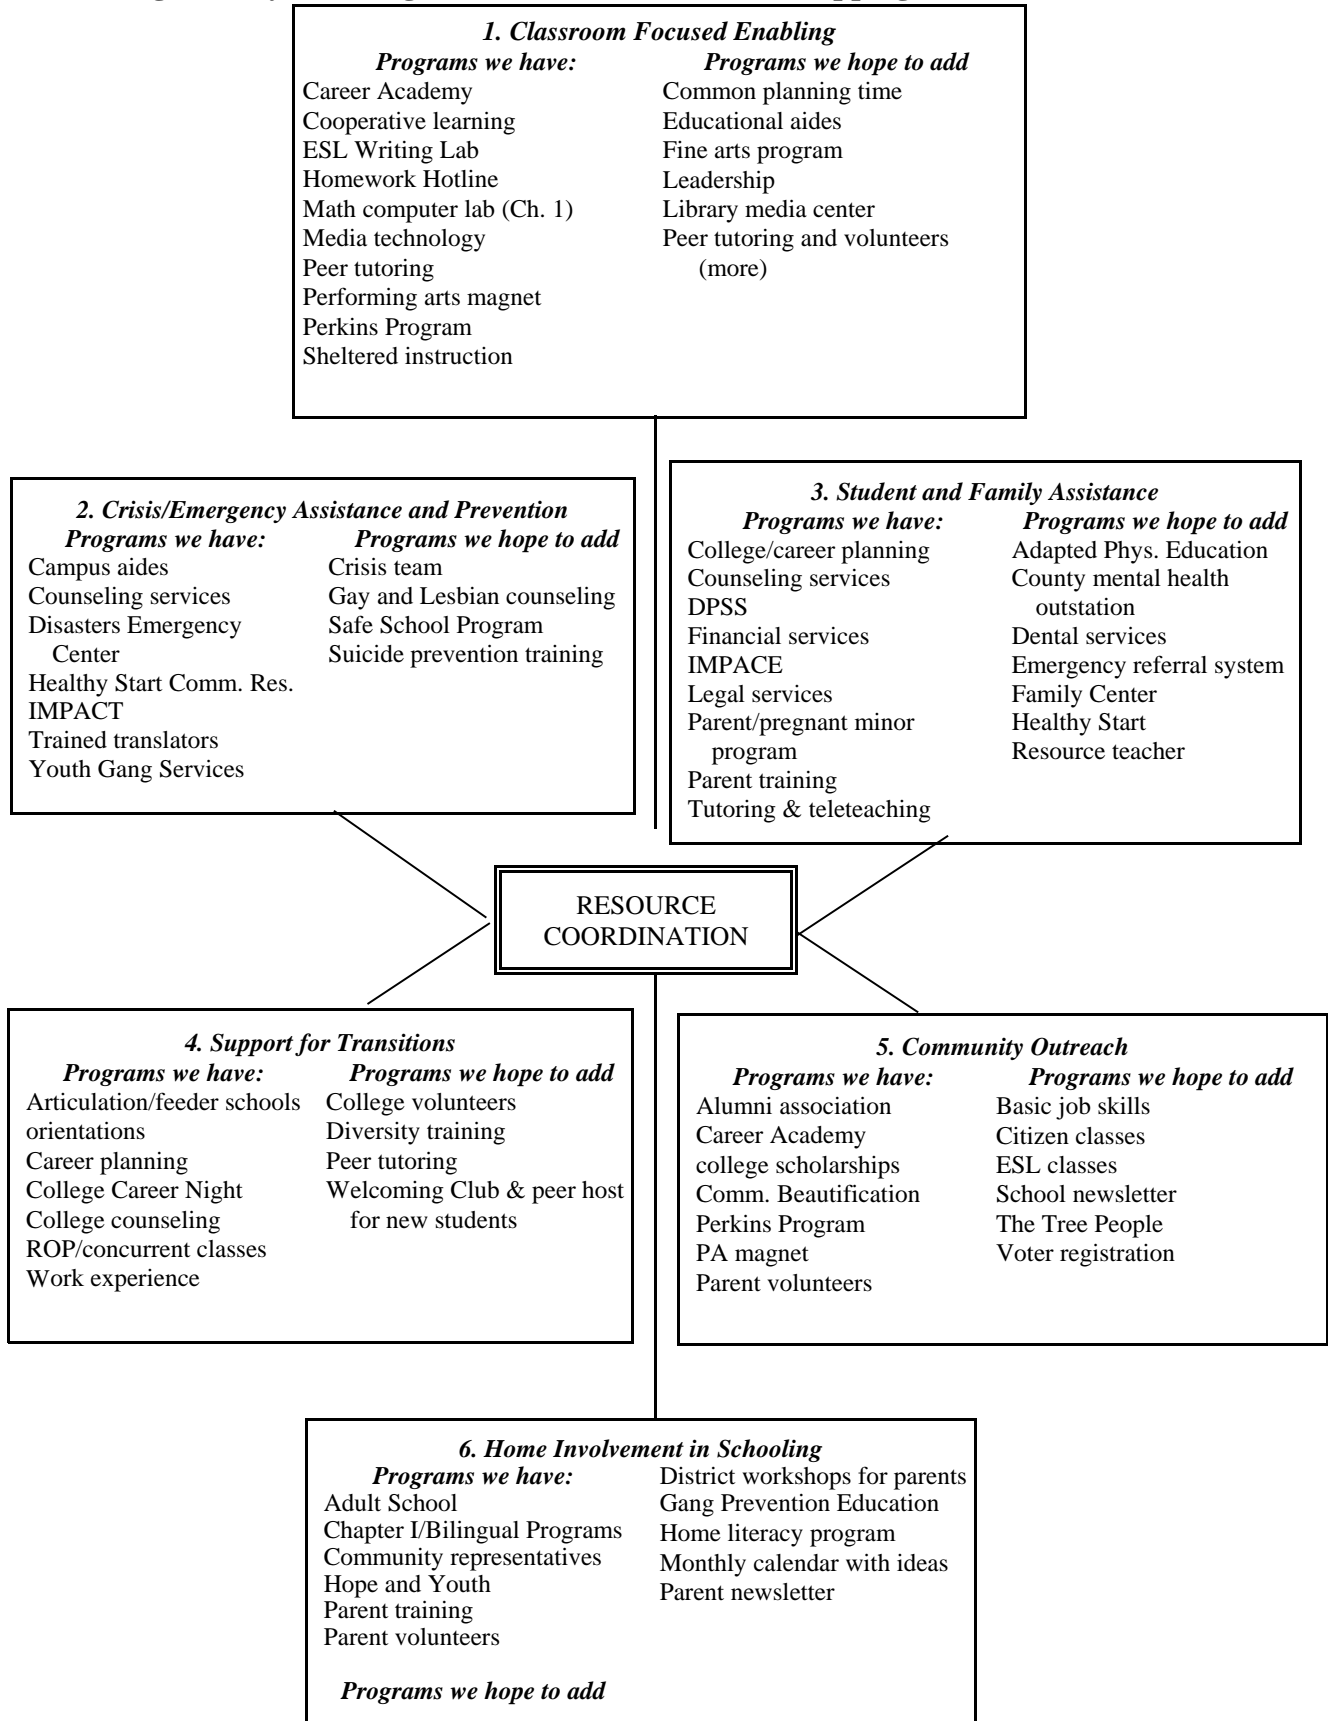 1. Classroom Focused Enabling
Programs we have:
Career Academy
Cooperative learning
ESL Writing Lab
Homework Hotline
Math computer lab (Ch. 1)
Media technology
Peer tutoring
Performing arts magnet
Perkins Program
Sheltered instruction
Programs we hope to add
Common planning time
Educational aides
Fine arts program
Leadership
Library media center
Peer tutoring and volunteers
(more)
2. Crisis/Emergency Assistance and Prevention
Programs we have:
Campus aides
Counseling services
Disasters Emergency
Center
Healthy Start Comm. Res.
IMPACT
Trained translators
Youth Gang Services
Programs we hope to add
Crisis team
Gay and Lesbian counseling
Safe School Program
Suicide prevention training
3. Student and Family Assistance
Programs we have:
College/career planning
Counseling services
DPSS
Financial services
IMPACE
Legal services
Parent/pregnant minor
program
Parent training
Tutoring & teleteaching
Programs we hope to add
Adapted Phys. Education
County mental health
outstation
Dental services
Emergency referral system
Family Center
Healthy Start
Resource teacher
RESOURCE
COORDINATION
4. Support for Transitions
Programs we have:
Articulation/feeder schools
orientations
Career planning
College Career Night
College counseling
ROP/concurrent classes
Work experience
Programs we hope to add
College volunteers
Diversity training
Peer tutoring
Welcoming Club & peer host
for new students
5. Community Outreach
Programs we have:
Alumni association
Career Academy
college scholarships
Comm. Beautification
Perkins Program
PA magnet
Parent volunteers
Programs we hope to add
Basic job skills
Citizen classes
ESL classes
School newsletter
The Tree People
Voter registration
6. Home Involvement in Schooling
Programs we have:
Adult School
Chapter I/Bilingual Programs
Community representatives
Hope and Youth
Parent training
Parent volunteers
Programs we hope to add
District workshops for parents
Gang Prevention Education
Home literacy program
Monthly calendar with ideas
Parent newsletter